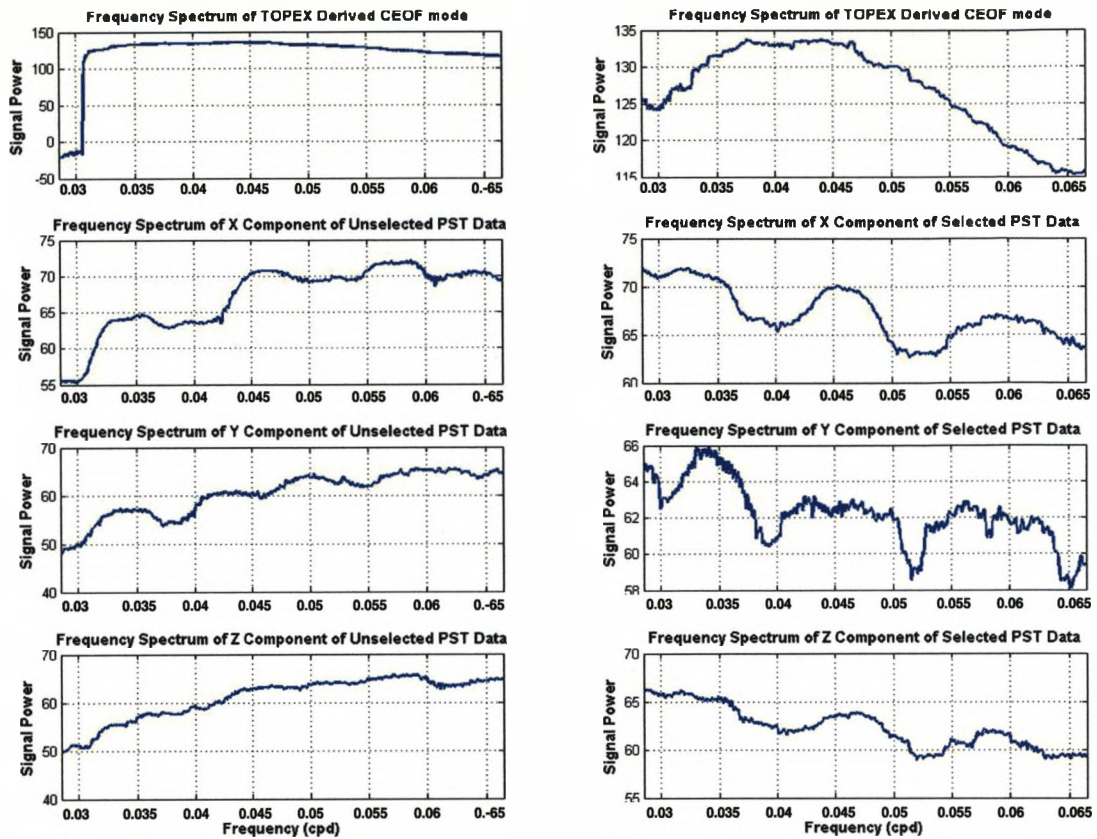 Frequency Spectrum of TOPEX Derived CEOF mode
Signal Power
150
100
50
0
-50
0.03 0.035 0.04 0.045 0.05 0.055 0.06 0.-65
Frequency Spectrum of X Component of Unselected PST Data
Signal Power
75
70
65
60
55
0.03 0.035 0.04 0.045 0.05 0.055 0.06 0.-65
Frequency Spectrum of Y Component of Unselected PST Data
Signal Power
70
60
50
40
0.03 0.035 0.04 0.045 0.05 0.055 0.06 0.-65
Frequency Spectrum of Z Component of Unselected PST Data
Signal Power
70
60
50
40
0.03 0.035 0.04 0.045 0.05 0.055 0.06 0.-65
Frequency (cpd)
Frequency Spectrum of TOPEX Derived CEOF mode
Signal Power
135
130
125
120
115
0.03 0.035 0.04 0.045 0.05 0.055 0.06 0.065
Frequency Spectrum of X Component of Selected PST Data
Signal Power
75
70
65
60
0.03 0.035 0.04 0.045 0.05 0.055 0.06 0.065
Frequency Spectrum of Y Component of Selected PST Data
Signal Power
66
64
62
60
58
0.03 0.035 0.04 0.045 0.05 0.055 0.06 0.065
Frequency Spectrum of Z Component of Selected PST Data
Signal Power
70
65
60
55
0.03 0.035 0.04 0.045 0.05 0.055 0.06 0.065
Frequency (cpd)